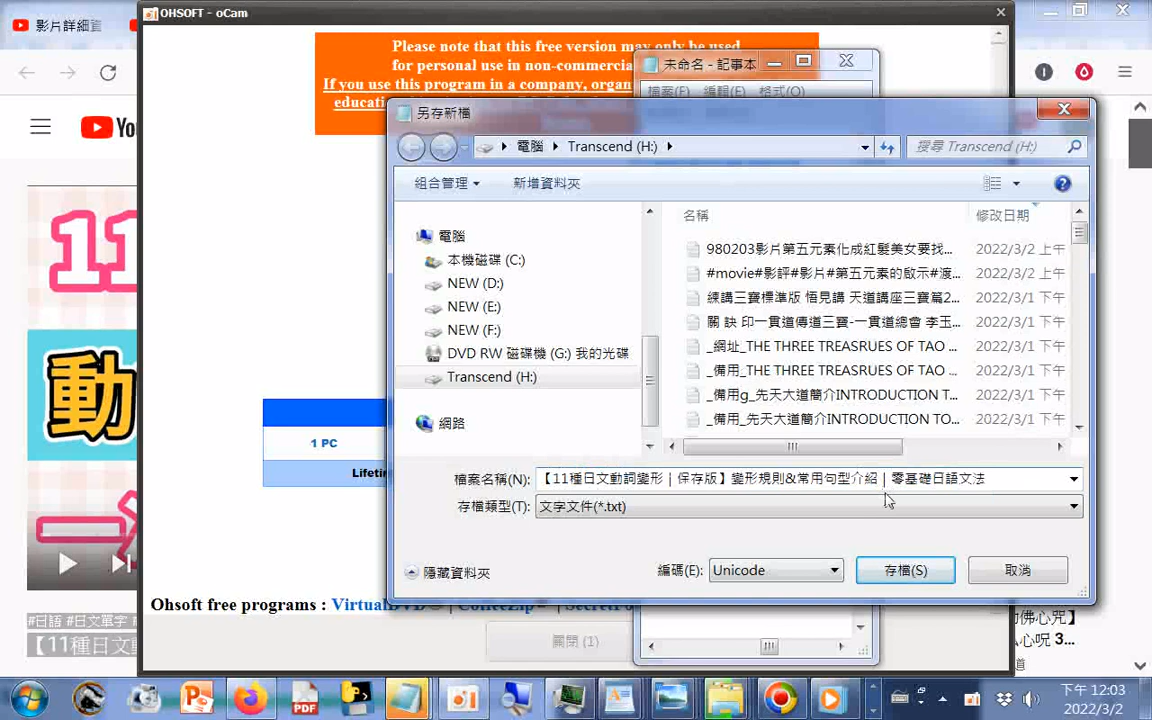 影片詳細資
OHSOFT - oCam
YouT
11
動
1 PC
Lifetim
#日語 #日文單字 #
【11種日文動
Please note that this free version may only be used
for personal use in non-commercia
If you use this program in a company, organ
educatio
Ohsoft free programs : VirtualDVD® | ComicZip™ | SecretFo
關閉 (1)
未命名 - 記事本
檔案(F) 編輯(E) 格式(O)
另存新檔
電腦 Transcend (H:)
搜尋 Transcend (H:)
組合管理 新增資料夾
電腦
本機磁碟 (C:)
NEW (D:)
NEW (E:)
NEW (F:)
DVD RW 磁碟機 (G:) 我的光碟
Transcend (H:)
網路
名稱 修改日期
980203影片第五元素化成紅髮美女要找... 2022/3/2 上午
#movie#影評#影片#第五元素的啟示#渡... 2022/3/2 上午
練講三寶標準版 悟見講 天道講座三寶篇2... 2022/3/1 下午
關 訣 印一貫道傳道三寶-一貫道總會 李玉... 2022/3/1 下午
_網址_THE THREE TREASRUES OF TAO ... 2022/3/1 下午
_備用_THE THREE TREASRUES OF TAO ... 2022/3/1 下午
_備用g_先天大道簡介INTRODUCTION T... 2022/3/1 下午
_備用_先天大道簡介INTRODUCTION TO... 2022/3/1 下午
檔案名稱(N): 【11種日文動詞變形 | 保存版】變形規則&常用句型介紹 | 零基礎日語文法
存檔類型(T): 文字文件(*.txt)
隱藏資料夾
編碼(E): Unicode 存檔(S) 取消
佛心咒】
心呪 3...
道
PDF
下午 12:03
2022/3/2